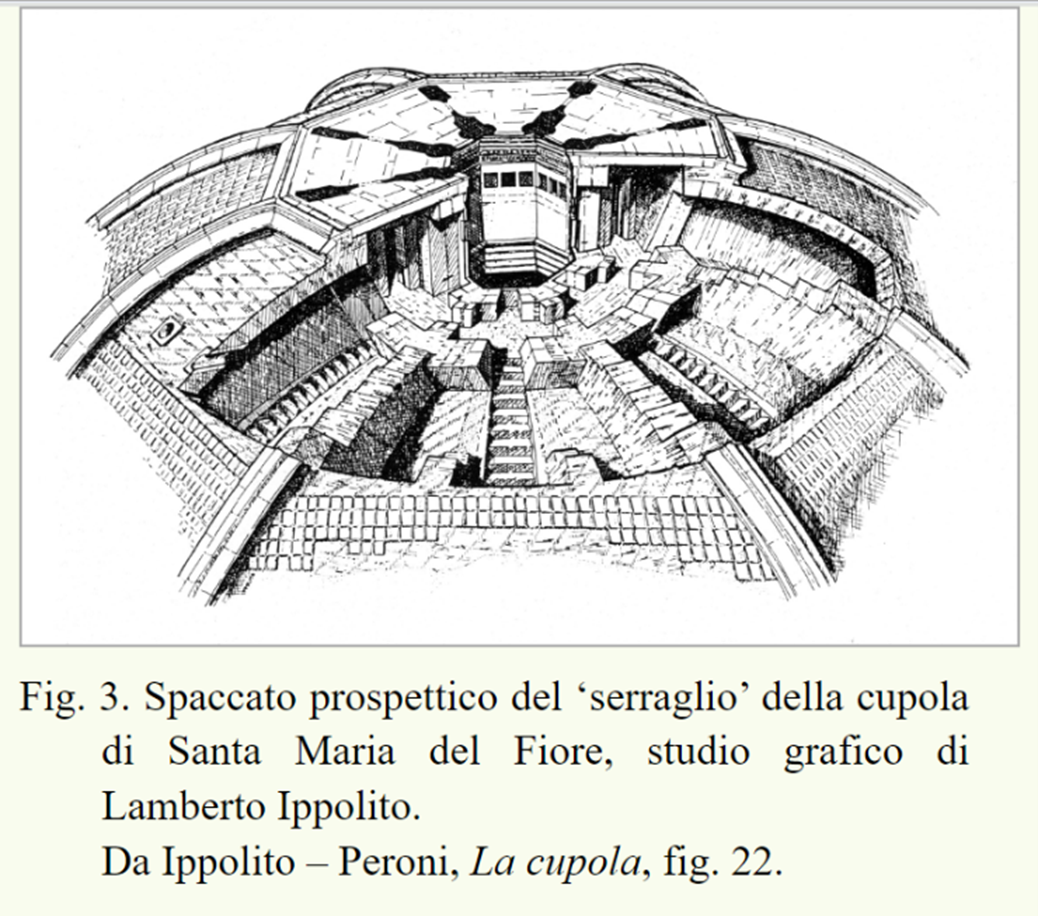 Fig. 3. Spaccato prospettico del ‘serraglio’ della cupola
di Santa Maria del Fiore, studio grafico di
Lamberto Ippolito.
Da Ippolito – Peroni, La cupola, fig. 22.